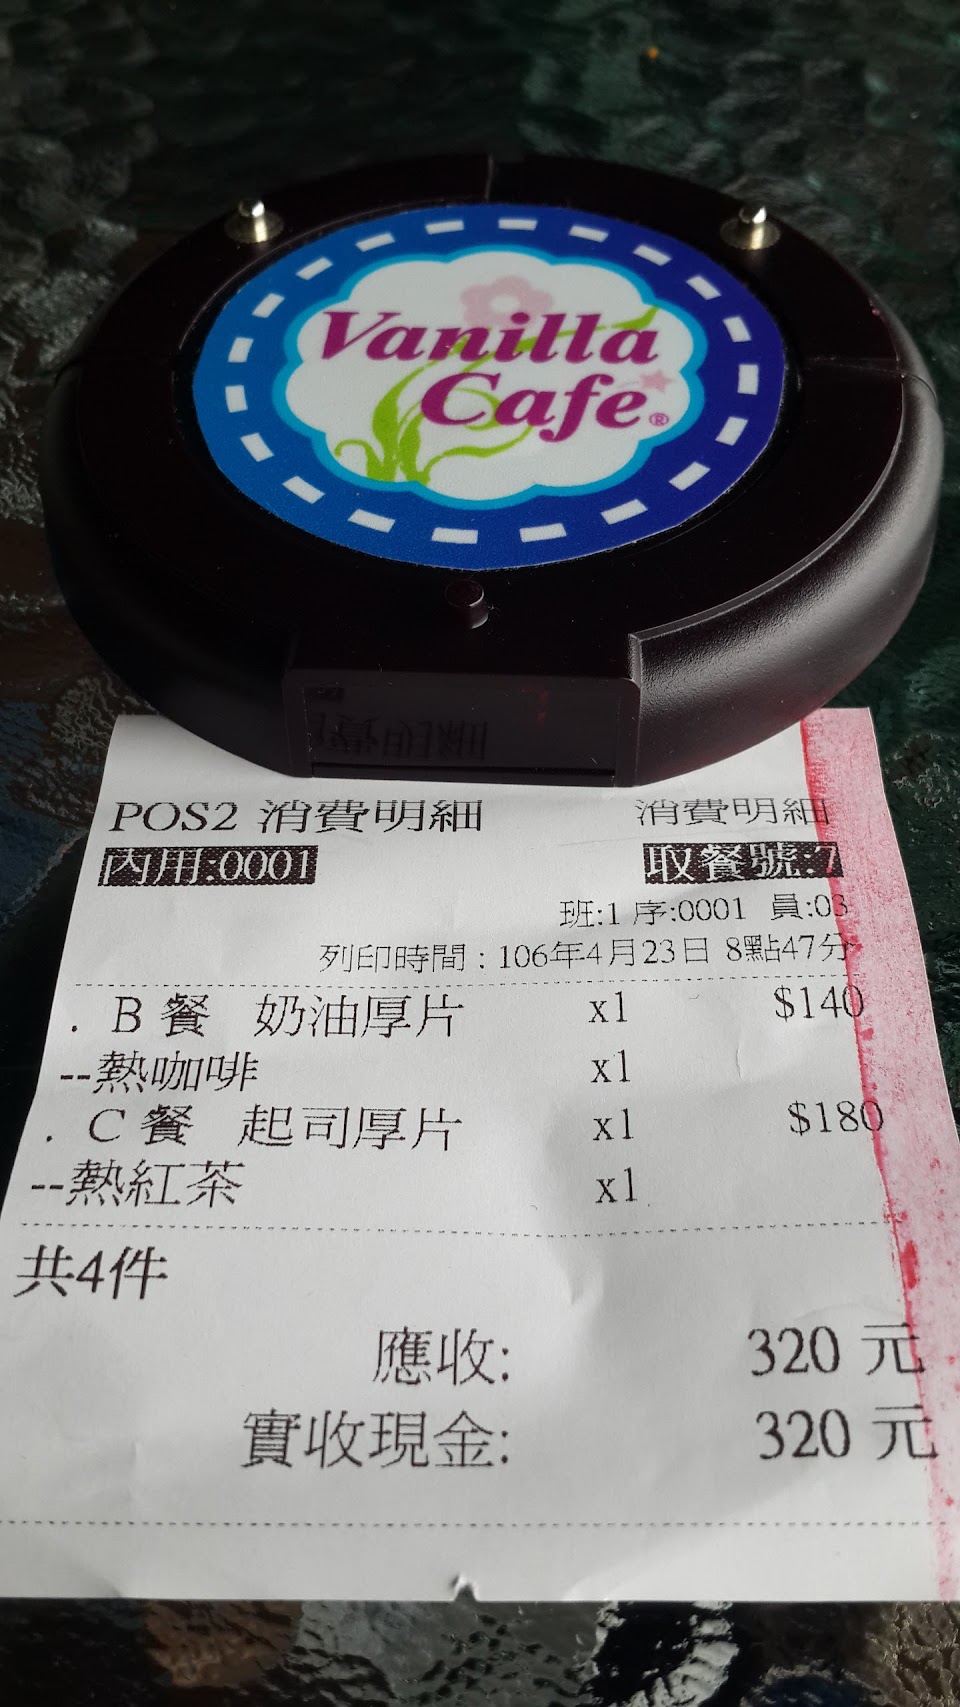 Vanilla
Cafe®
POS2 消費明細 消費明細
內用:0001 取餐號:7
班:1 序:0001 員:03
列印時間：106年4月23日 8點47分
. B 餐 奶油厚片 x1 $140
--熱咖啡 x1
. C 餐 起司厚片 x1 $180
--熱紅茶 x1
共4件
應收: 320 元
實收現金: 320 元